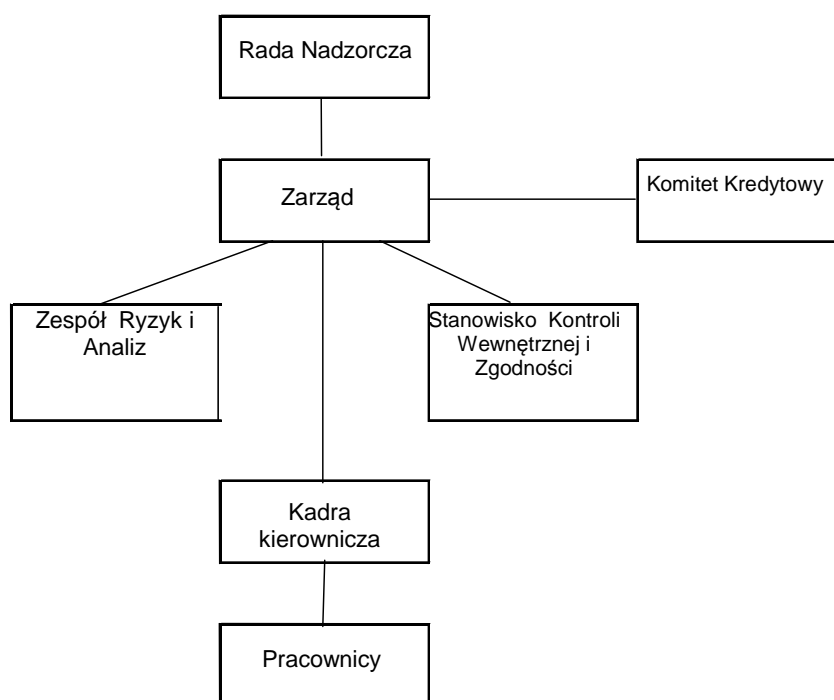 Rada Nadzorcza
Zarząd
Komitet Kredytowy
Zespół Ryzyk i
Analiz
Stanowisko Kontroli
Wewnętrznej i
Zgodności
Kadra
kierownicza
Pracownicy